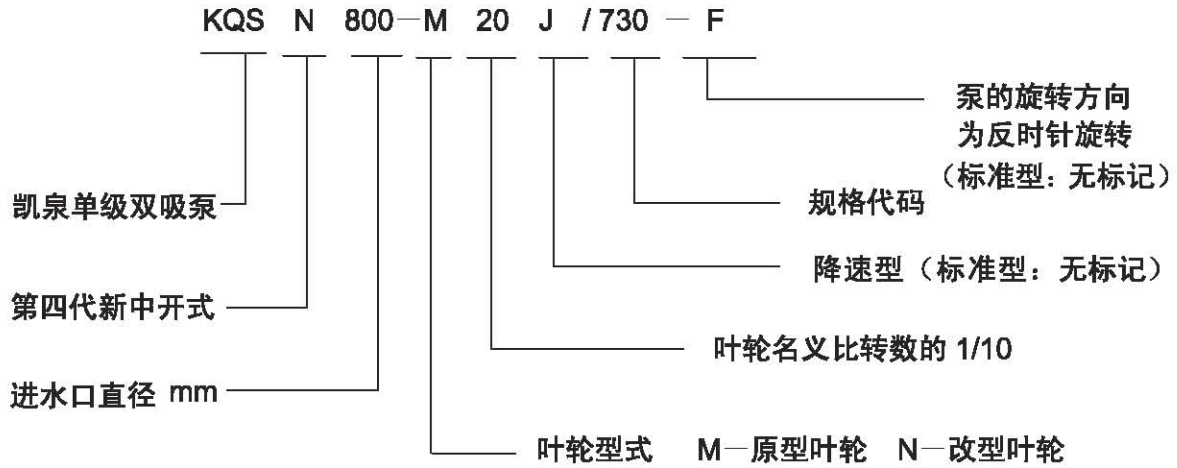 KQS N 800－M 20 J / 730 － F
泵的旋转方向
为反时针旋转
（标准型：无标记）
凯泉单级双吸泵
规格代码
降速型（标准型：无标记）
第四代新中开式
叶轮名义比转数的 1/10
进水口直径 mm
叶轮型式 M－原型叶轮 N－改型叶轮